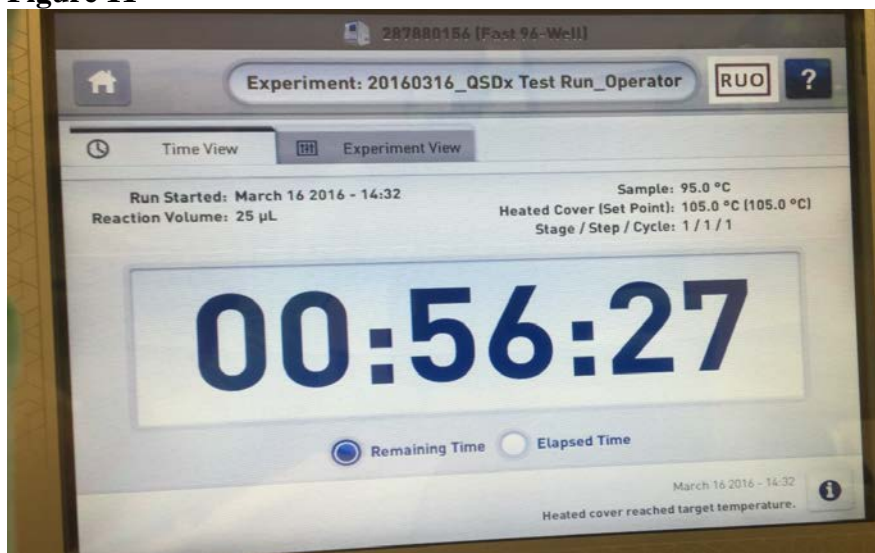 287880156 (Fast 96-Well)
Experiment: 20160316_QSDx Test Run_Operator
RUO
?
Time View
Experiment View
Run Started: March 16 2016 - 14:32
Reaction Volume: 25 µL
Sample: 95.0 °C
Heated Cover (Set Point): 105.0 °C (105.0 °C)
Stage / Step / Cycle: 1 / 1 / 1
00:56:27
Remaining Time
Elapsed Time
March 16 2016 - 14:32
Heated cover reached target temperature.